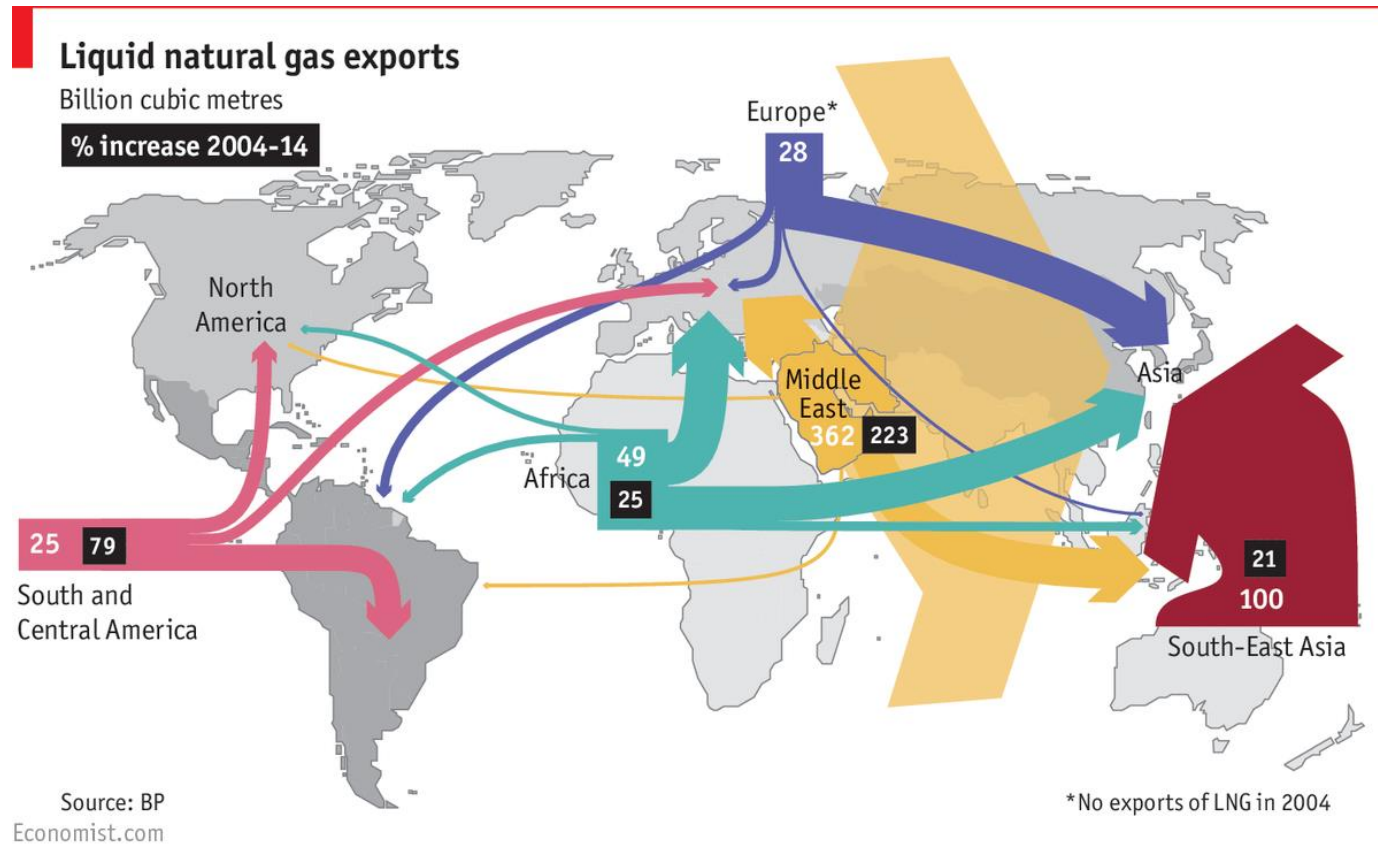 Liquid natural gas exports
Billion cubic metres
% increase 2004-14
Europe*
28
North
America
Asia
Middle
East
362 223
49
Africa
25
25 79
South and
Central America
21
100
South-East Asia
Source: BP
*No exports of LNG in 2004
Economist.com